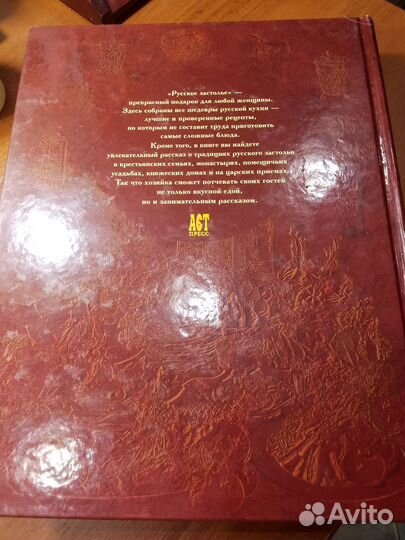 «Русское застолье» —
прекрасный подарок для любой женщины.
Здесь собраны все шедевры русской кухни —
лучшие и проверенные рецепты,
по которым не составит труда приготовить
самые сложные блюда.
Кроме того, в книге вы найдете
увлекательный рассказ о традициях русского застолья
в крестьянских семьях, монастырях, помещичьих
усадьбах, княжеских домах и на царских приемах.
Так что хозяйка сможет потчевать своих гостей
не только вкусной едой,
но и занимательным рассказом.
АСТ
ПРЕСС
Avito